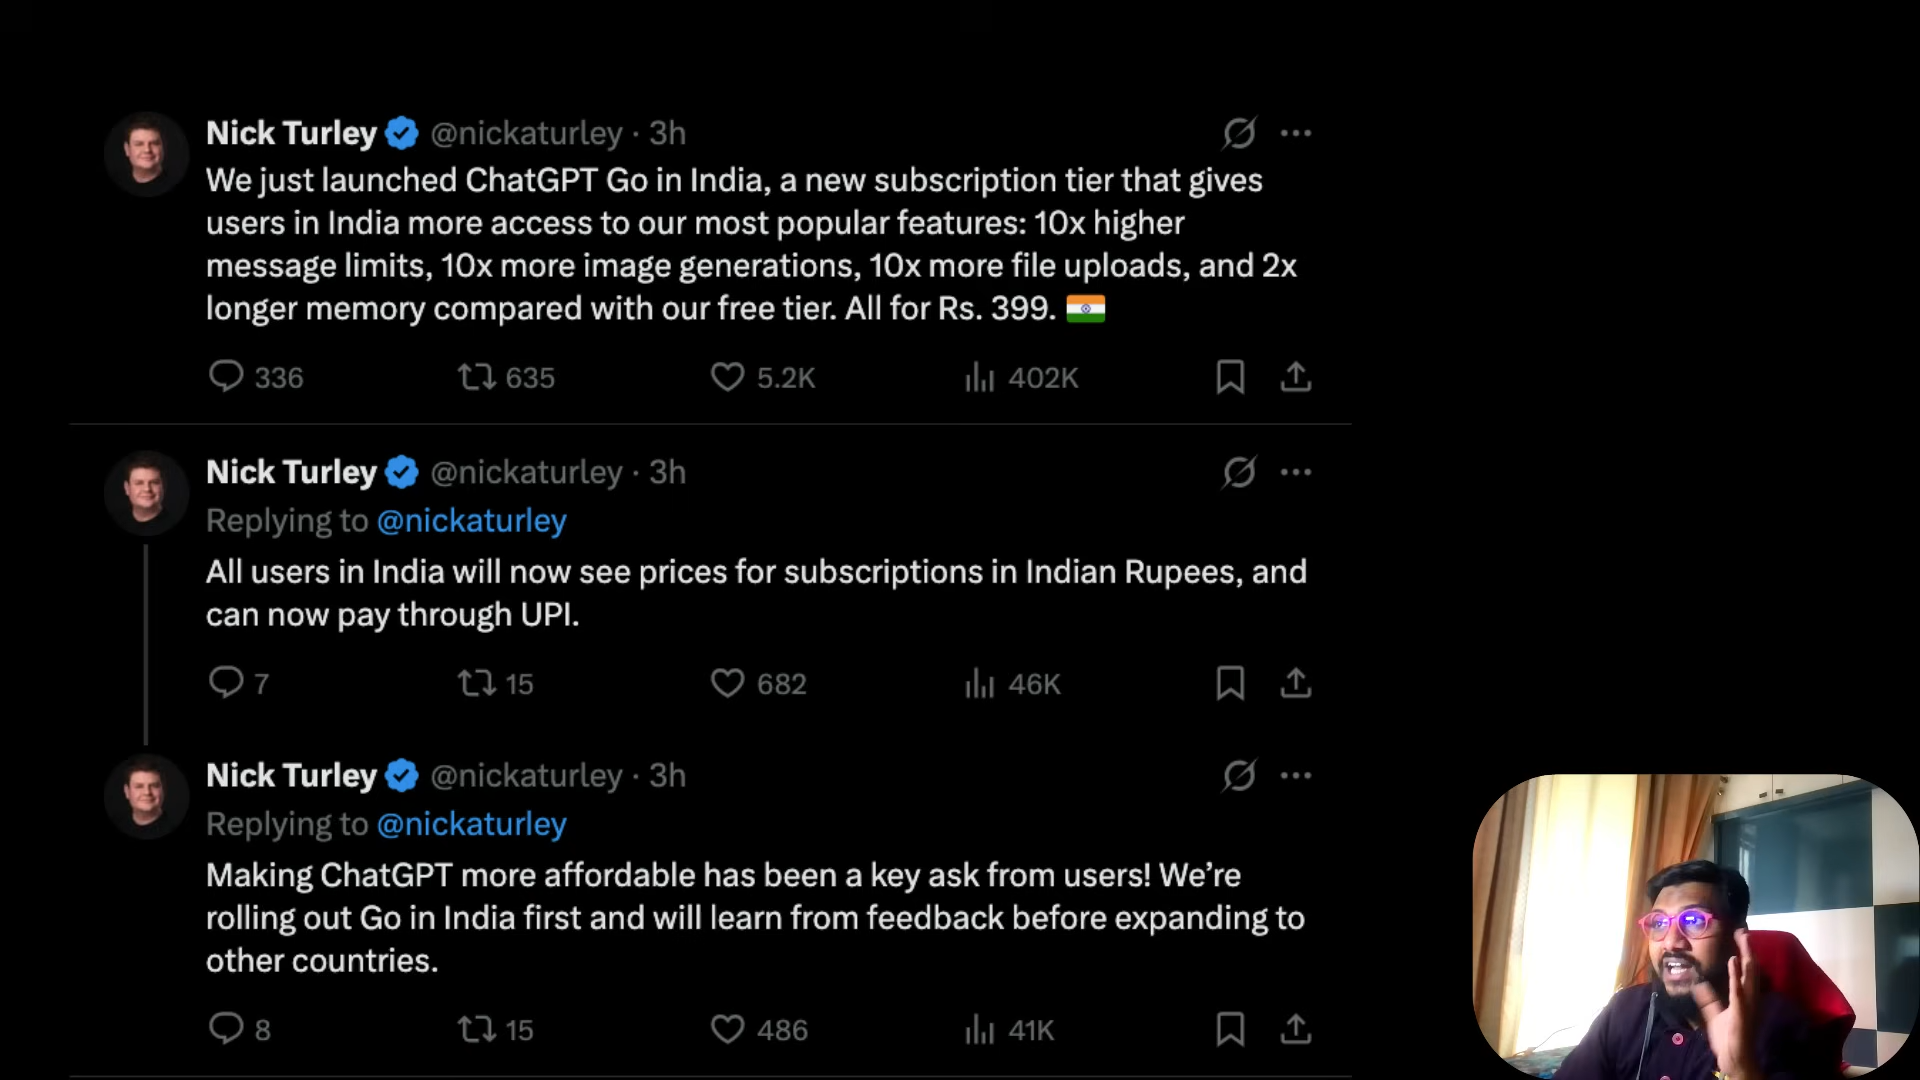 Nick Turley @nickaturley · 3h
We just launched ChatGPT Go in India, a new subscription tier that gives
users in India more access to our most popular features: 10x higher
message limits, 10x more image generations, 10x more file uploads, and 2x
longer memory compared with our free tier. All for Rs. 399. 🇮🇳
336 635 5.2K 402K
Nick Turley @nickaturley · 3h
Replying to @nickaturley
All users in India will now see prices for subscriptions in Indian Rupees, and
can now pay through UPI.
7 15 682 46K
Nick Turley @nickaturley · 3h
Replying to @nickaturley
Making ChatGPT more affordable has been a key ask from users! We’re
rolling out Go in India first and will learn from feedback before expanding to
other countries.
8 15 486 41K